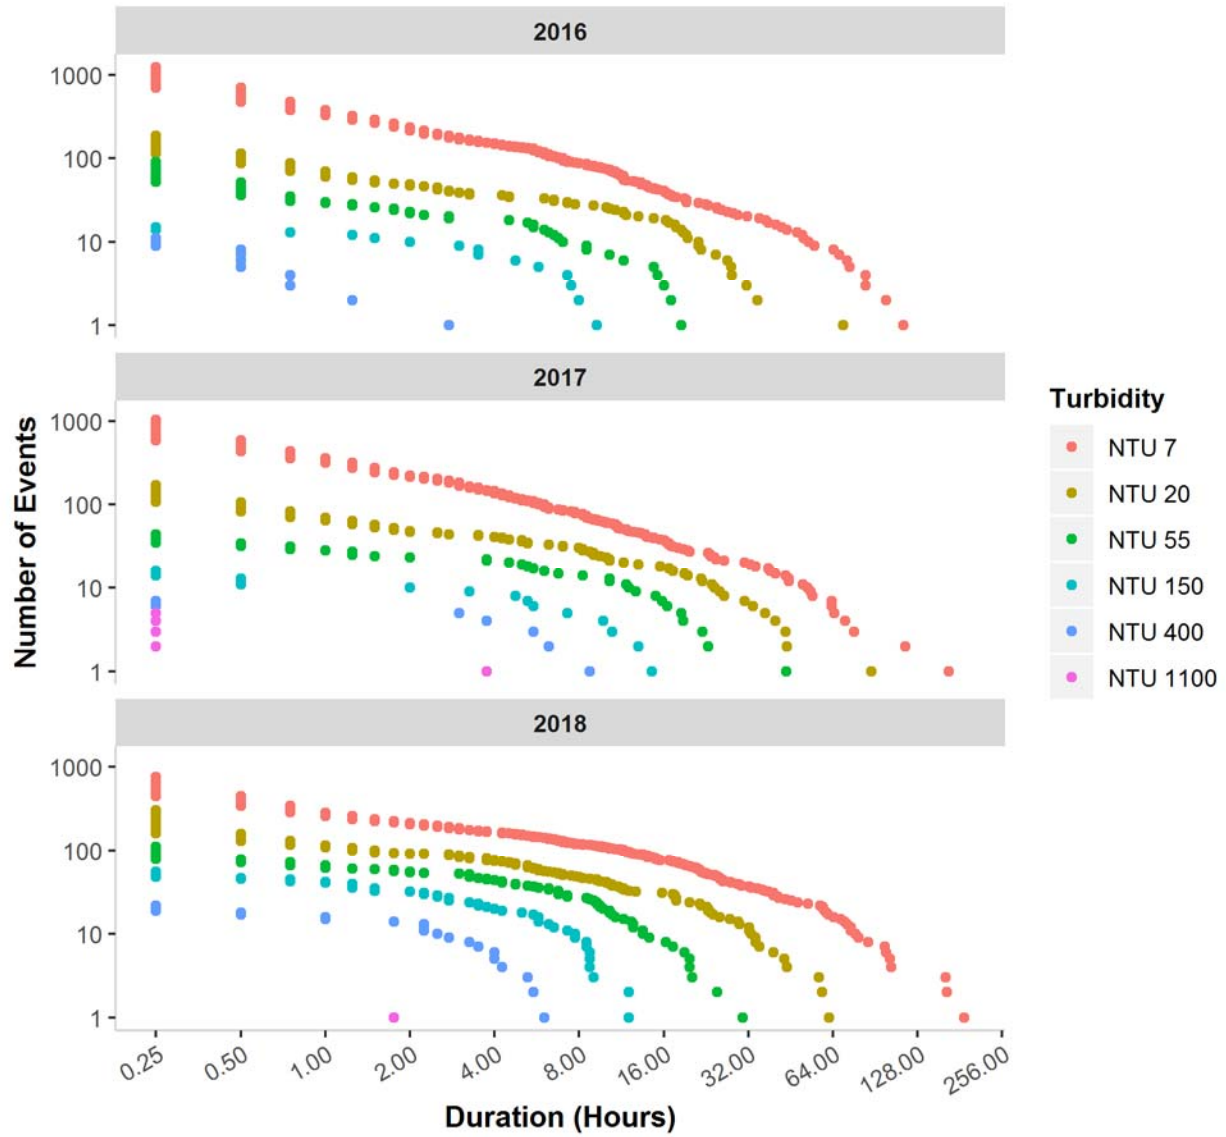 2016
1000
100
10
1
2017
1000
100
10
1
2018
1000
100
10
1
0.25 0.50 1.00 2.00 4.00 8.00 16.00 32.00 64.00 128.00 256.00
Duration (Hours)
Number of Events
Turbidity
NTU 7
NTU 20
NTU 55
NTU 150
NTU 400
NTU 1100